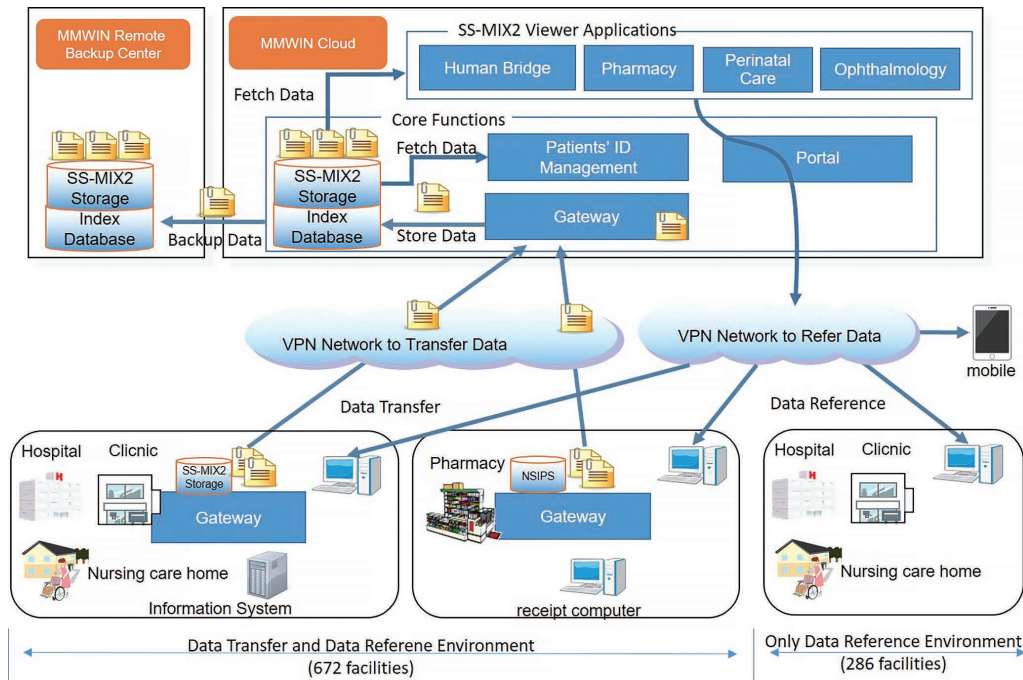 MMWIN Remote
Backup Center
MMWIN Cloud
SS-MIX2 Viewer Applications
Human Bridge
Pharmacy
Perinatal
Care
Ophthalmology
Fetch Data
Core Functions
Fetch Data
Patients' ID
Management
Portal
SS-MIX2
Storage
Index
Database
SS-MIX2
Storage
Index
Database
Gateway
Backup Data
Store Data
VPN Network to Transfer Data
VPN Network to Refer Data
mobile
Data Transfer
Data Reference
Hospital
Clicnic
SS-MIX2
Storage
Gateway
Nursing care home
Information System
Pharmacy
NSIPS
Gateway
receipt computer
Hospital
Clicnic
Nursing care home
Data Transfer and Data Referene Environment
(672 facilities)
Only Data Reference Environment
(286 facilities)